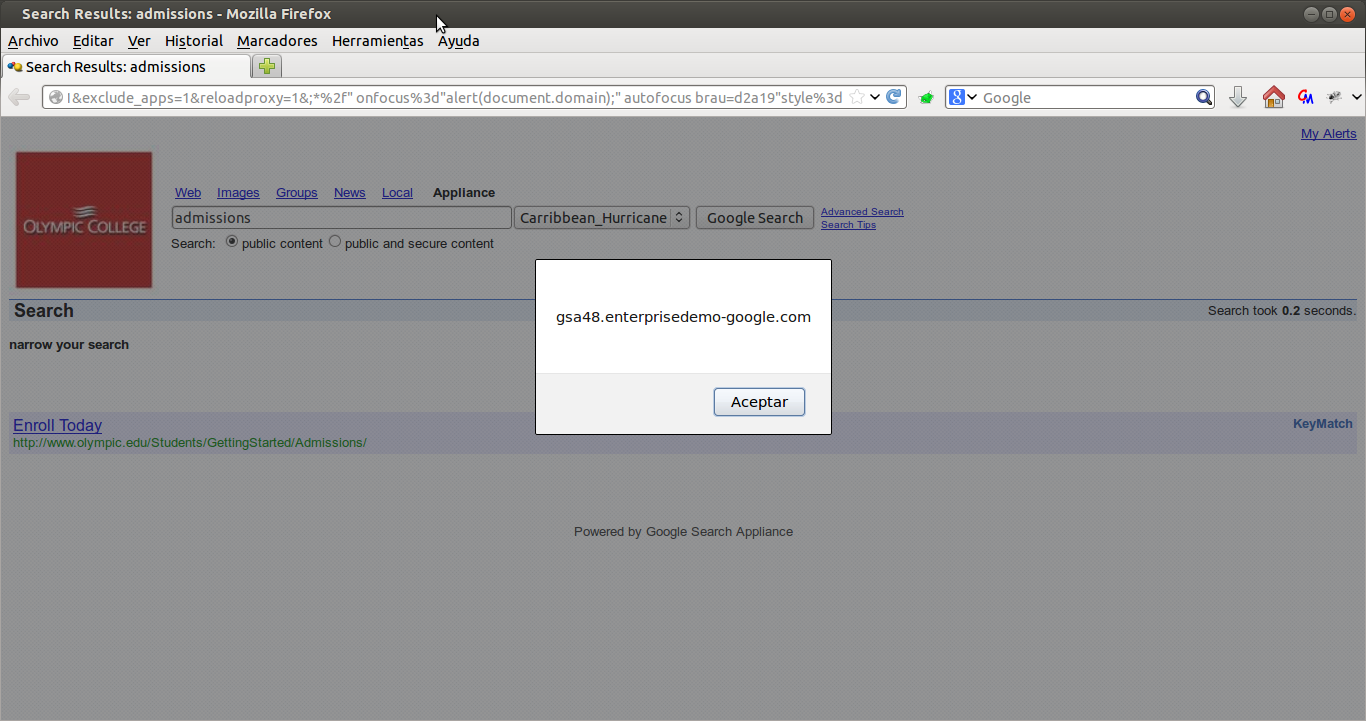 Search Results: admissions - Mozilla Firefox
Archivo Editar Ver Historial Marcadores Herramientas Ayuda
Search Results: admissions
!&exclude_apps=1&reloadproxy=1&;*%2f" onfocus%3d"alert(document.domain);" autofocus brau=d2a19"style%3d
8 Google
My Alerts
OLYMPIC COLLEGE
Web Images Groups News Local Appliance
admissions Carribbean_Hurricane Google Search Advanced Search
Search Tips
Search: public content public and secure content
gsa48.enterprisedemo-google.com
Aceptar
Search Search took 0.2 seconds.
narrow your search
Enroll Today KeyMatch
http://www.olympic.edu/Students/GettingStarted/Admissions/
Powered by Google Search Appliance